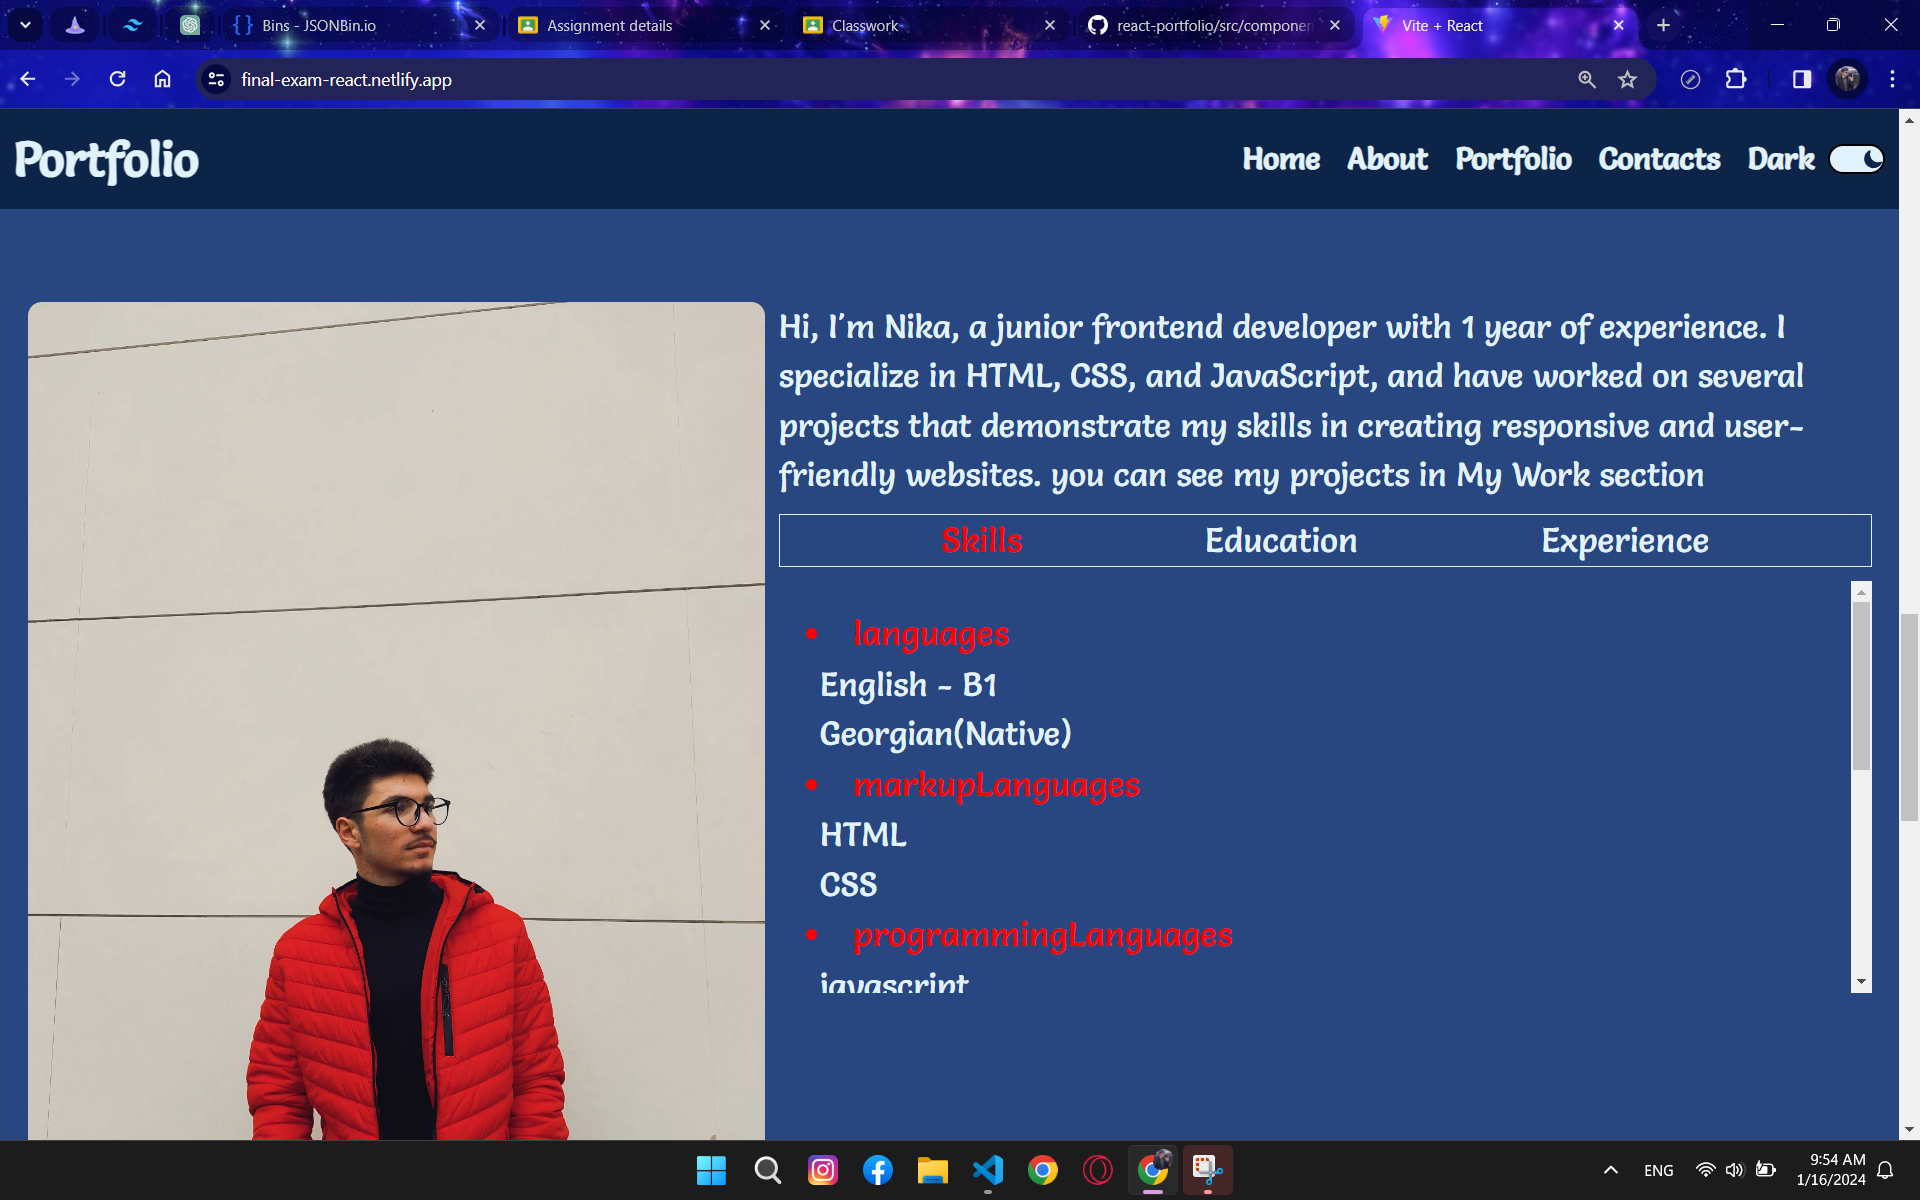 Bins - JSONBin.io
Assignment details
Classwork
react-portfolio/src/componen
Vite + React
final-exam-react.netlify.app
Portfolio
Home About Portfolio Contacts Dark
Hi, I'm Nika, a junior frontend developer with 1 year of experience. I
specialize in HTML, CSS, and JavaScript, and have worked on several
projects that demonstrate my skills in creating responsive and user-
friendly websites. you can see my projects in My Work section
Skills Education Experience
languages
English - B1
Georgian(Native)
markupLanguages
HTML
CSS
programmingLanguages
javascript
ENG
9:54 AM
1/16/2024